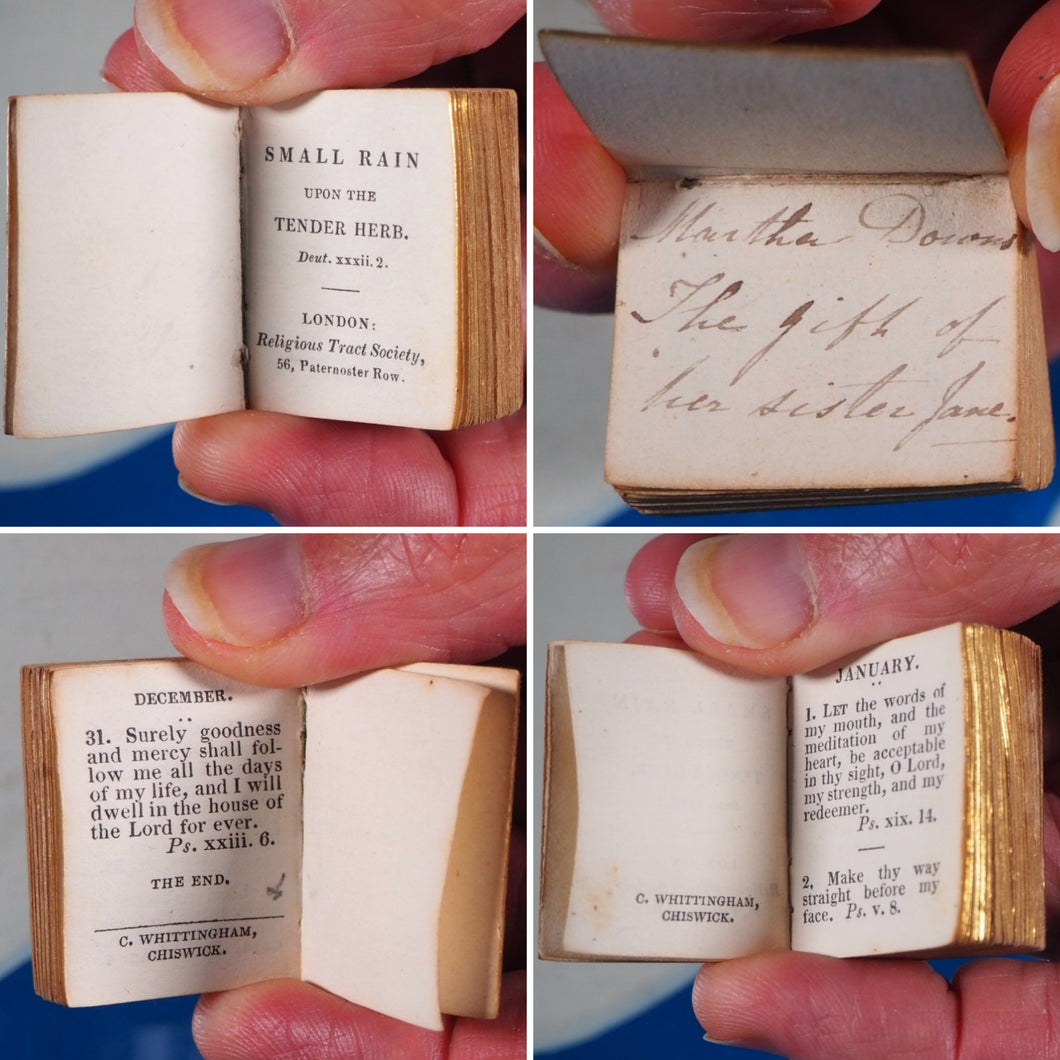 SMALL RAIN
UPON THE
TENDER HERB.
Deut. xxxii. 2.
LONDON:
Religious Tract Society,
56, Paternoster Row.
Martha Downs
The gift of
her sister Jane.
DECEMBER.
31. Surely goodness
and mercy shall fol-
low me all the days
of my life, and I will
dwell in the house of
the Lord for ever.
Ps. xxiii. 6.
THE END.
C. WHITTINGHAM,
CHISWICK.
C. WHITTINGHAM,
CHISWICK.
JANUARY.
1. LET the words of
my mouth, and the
meditation of my
heart, be acceptable
in thy sight, O Lord,
my strength, and my
redeemer.
Ps. xix. 14.
2. Make thy way
straight before my
face. Ps. v. 8.